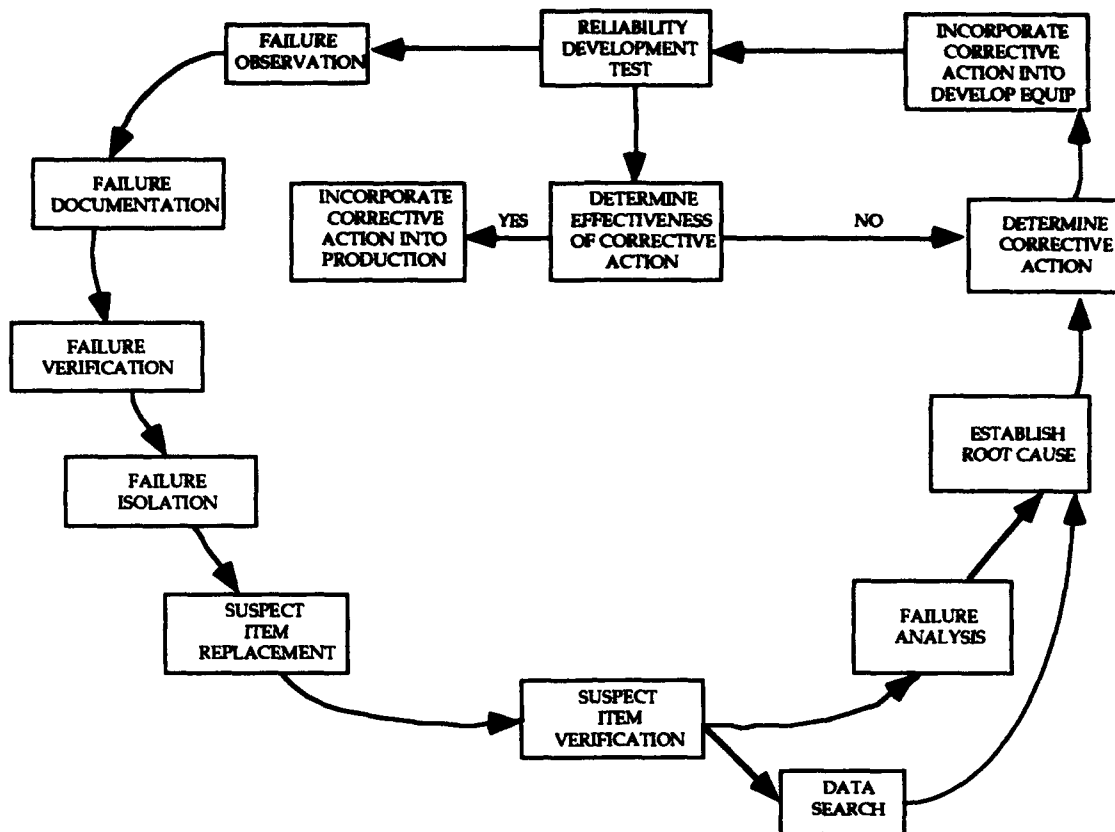 FAILURE
OBSERVATION
RELIABILITY
DEVELOPMENT
TEST
INCORPORATE
CORRECTIVE
ACTION INTO
DEVELOP EQUIP
FAILURE
DOCUMENTATION
INCORPORATE
CORRECTIVE
ACTION INTO
PRODUCTION
YES
DETERMINE
EFFECTIVENESS
OF CORRECTIVE
ACTION
NO
DETERMINE
CORRECTIVE
ACTION
FAILURE
VERIFICATION
FAILURE
ISOLATION
ESTABLISH
ROOT CAUSE
SUSPECT
ITEM
REPLACEMENT
FAILURE
ANALYSIS
SUSPECT
ITEM
VERIFICATION
DATA
SEARCH